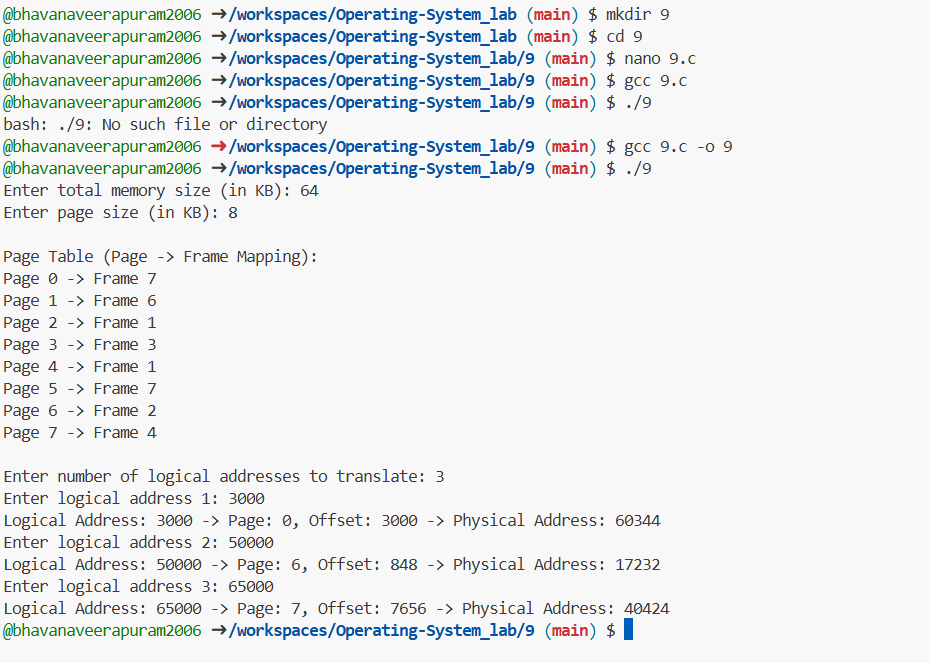 @bhavanaveerapuram2006 →/workspaces/Operating-System_lab (main) $ mkdir 9
@bhavanaveerapuram2006 →/workspaces/Operating-System_lab (main) $ cd 9
@bhavanaveerapuram2006 →/workspaces/Operating-System_lab/9 (main) $ nano 9.c
@bhavanaveerapuram2006 →/workspaces/Operating-System_lab/9 (main) $ gcc 9.c
@bhavanaveerapuram2006 →/workspaces/Operating-System_lab/9 (main) $ ./9
bash: ./9: No such file or directory
@bhavanaveerapuram2006 →/workspaces/Operating-System_lab/9 (main) $ gcc 9.c -o 9
@bhavanaveerapuram2006 →/workspaces/Operating-System_lab/9 (main) $ ./9
Enter total memory size (in KB): 64
Enter page size (in KB): 8
Page Table (Page -> Frame Mapping):
Page 0 -> Frame 7
Page 1 -> Frame 6
Page 2 -> Frame 1
Page 3 -> Frame 3
Page 4 -> Frame 1
Page 5 -> Frame 7
Page 6 -> Frame 2
Page 7 -> Frame 4
Enter number of logical addresses to translate: 3
Enter logical address 1: 3000
Logical Address: 3000 -> Page: 0, Offset: 3000 -> Physical Address: 60344
Enter logical address 2: 50000
Logical Address: 50000 -> Page: 6, Offset: 848 -> Physical Address: 17232
Enter logical address 3: 65000
Logical Address: 65000 -> Page: 7, Offset: 7656 -> Physical Address: 40424
@bhavanaveerapuram2006 →/workspaces/Operating-System_lab/9 (main) $